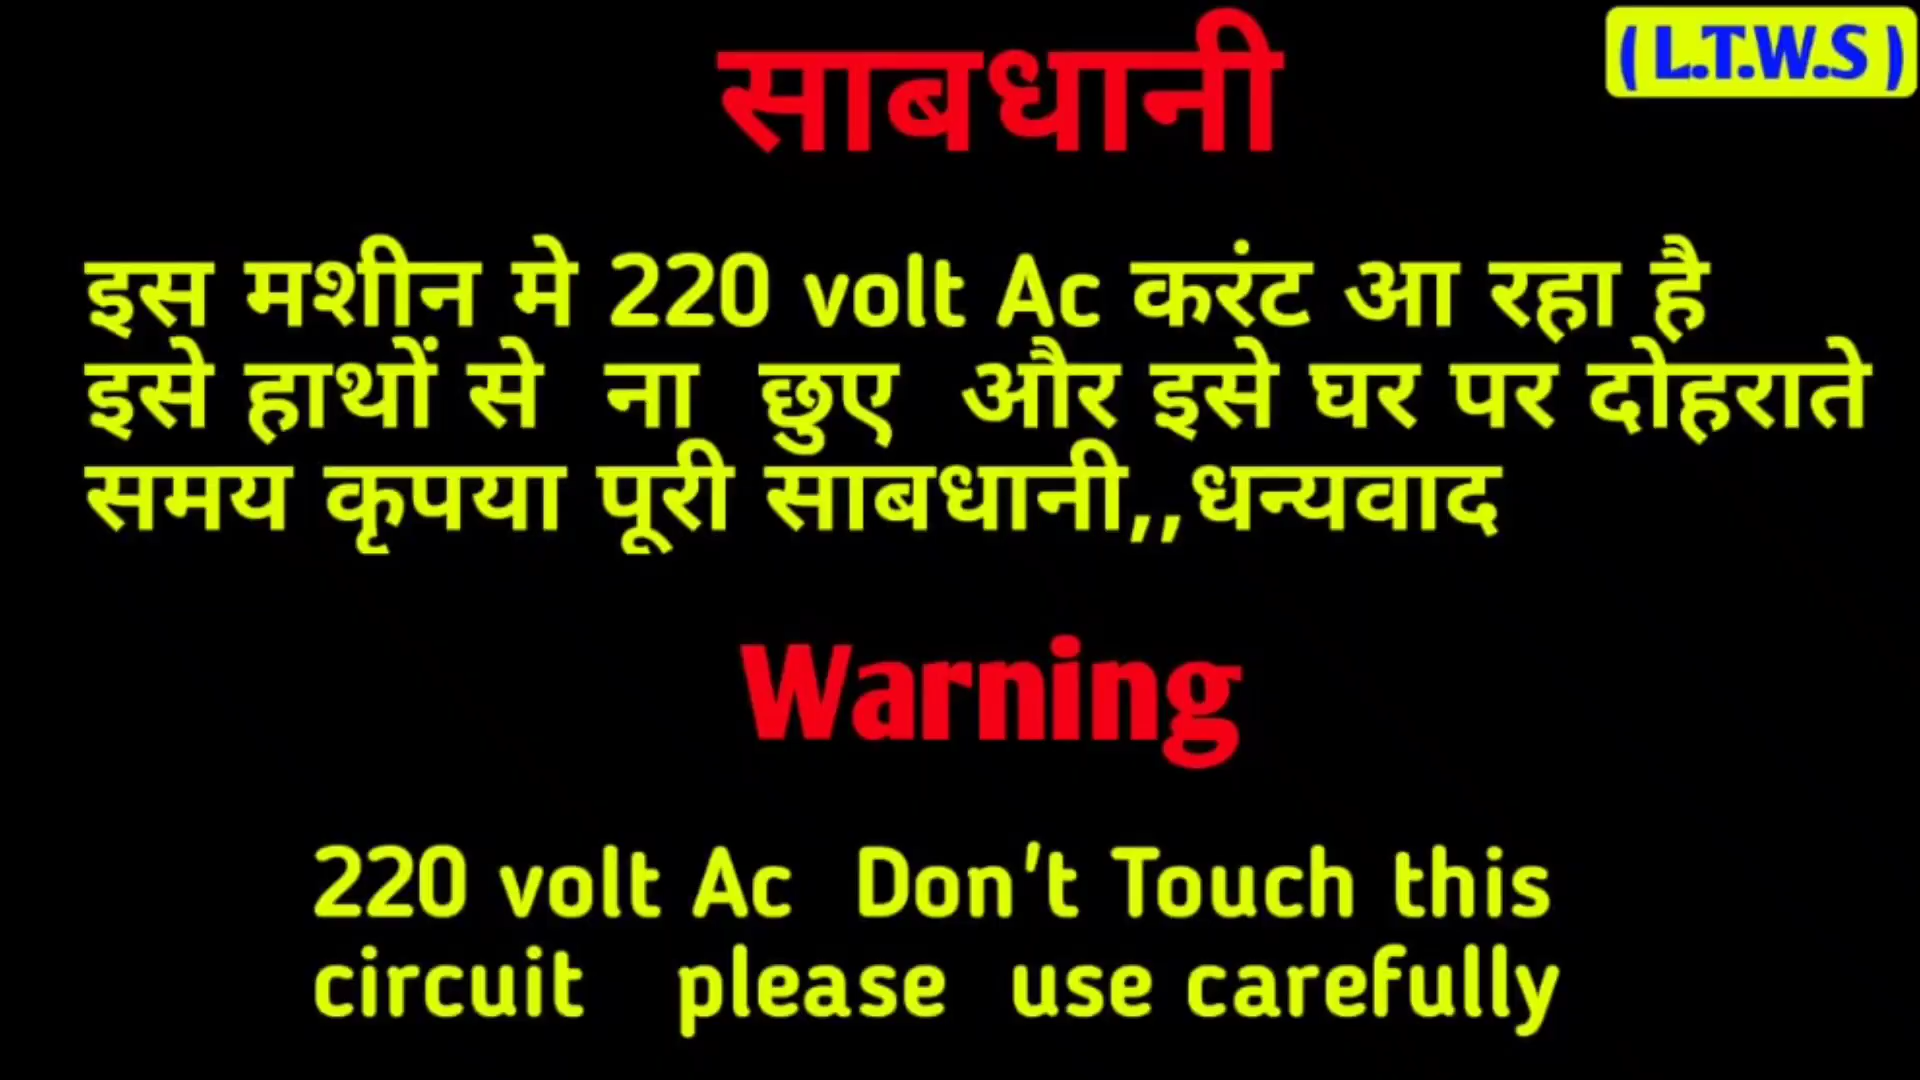 साबधानी
( L.T.W.S )
इस मशीन मे 220 volt Ac करंट आ रहा है
इसे हाथों से ना छुए और इसे घर पर दोहराते
समय कृपया पूरी साबधानी,,धन्यवाद
Warning
220 volt Ac Don't Touch this
circuit please use carefully